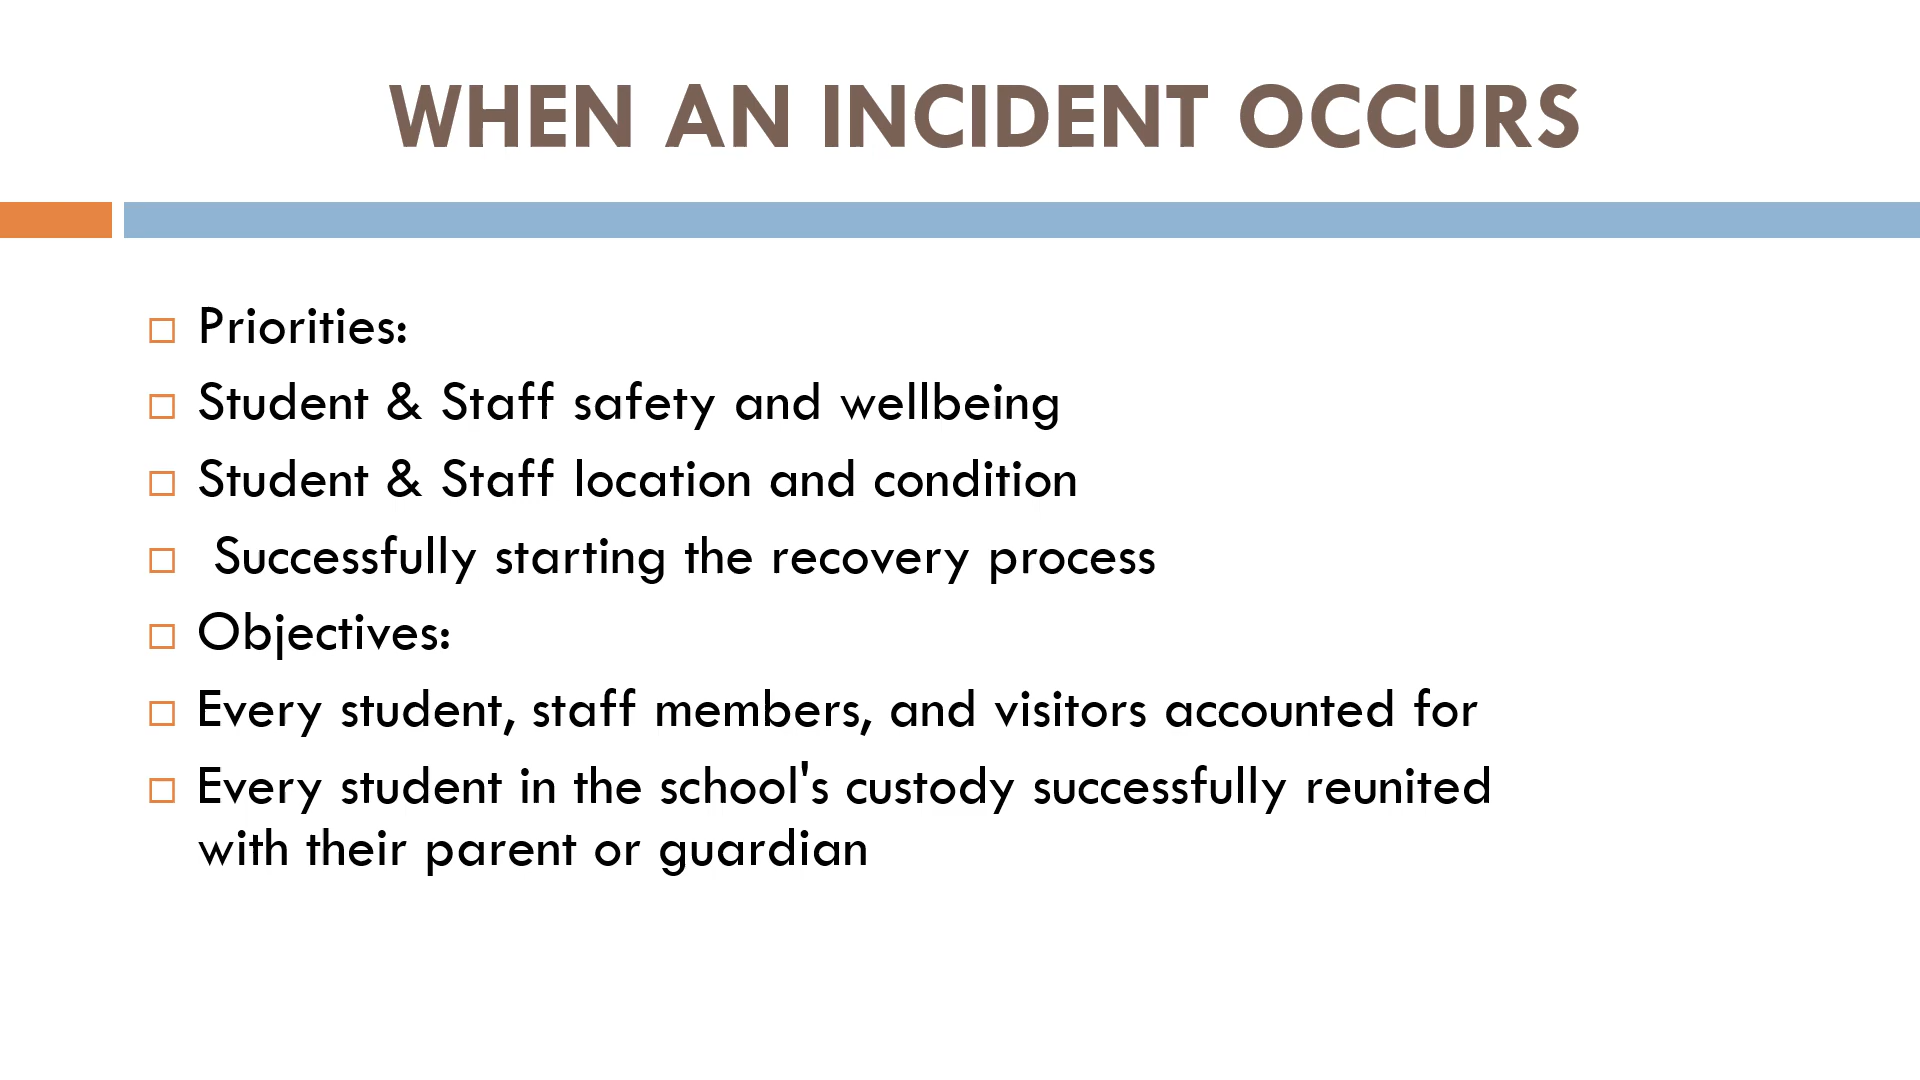 WHEN AN INCIDENT OCCURS
Priorities:
Student & Staff safety and wellbeing
Student & Staff location and condition
Successfully starting the recovery process
Objectives:
Every student, staff members, and visitors accounted for
Every student in the school's custody successfully reunited
with their parent or guardian